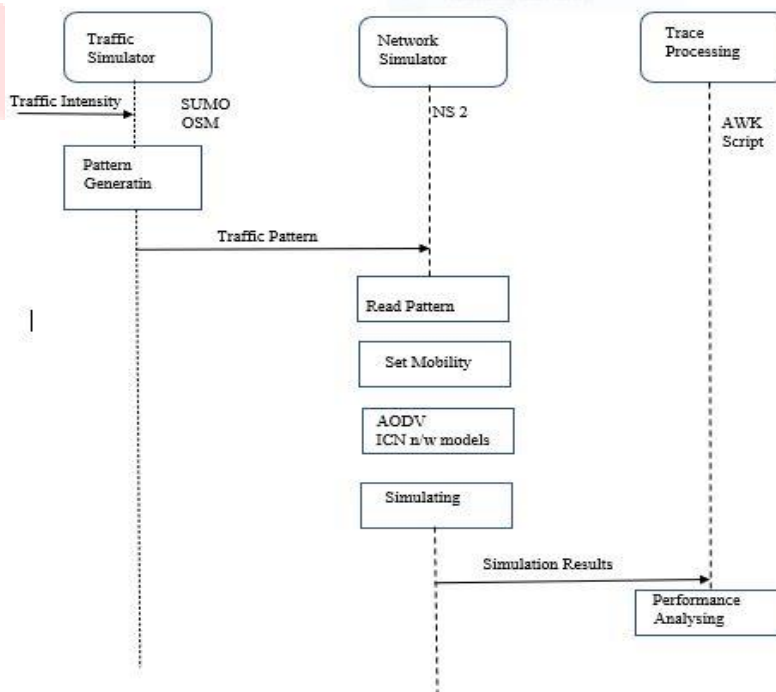 Traffic
Simulator
Network
Simulator
Trace
Processing
Traffic Intensity
SUMO
OSM
NS 2
AWK
Script
Pattern
Generatin
Traffic Pattern
Read Pattern
Set Mobility
AODV
ICN n/w models
Simulating
Simulation Results
Performance
Analysing